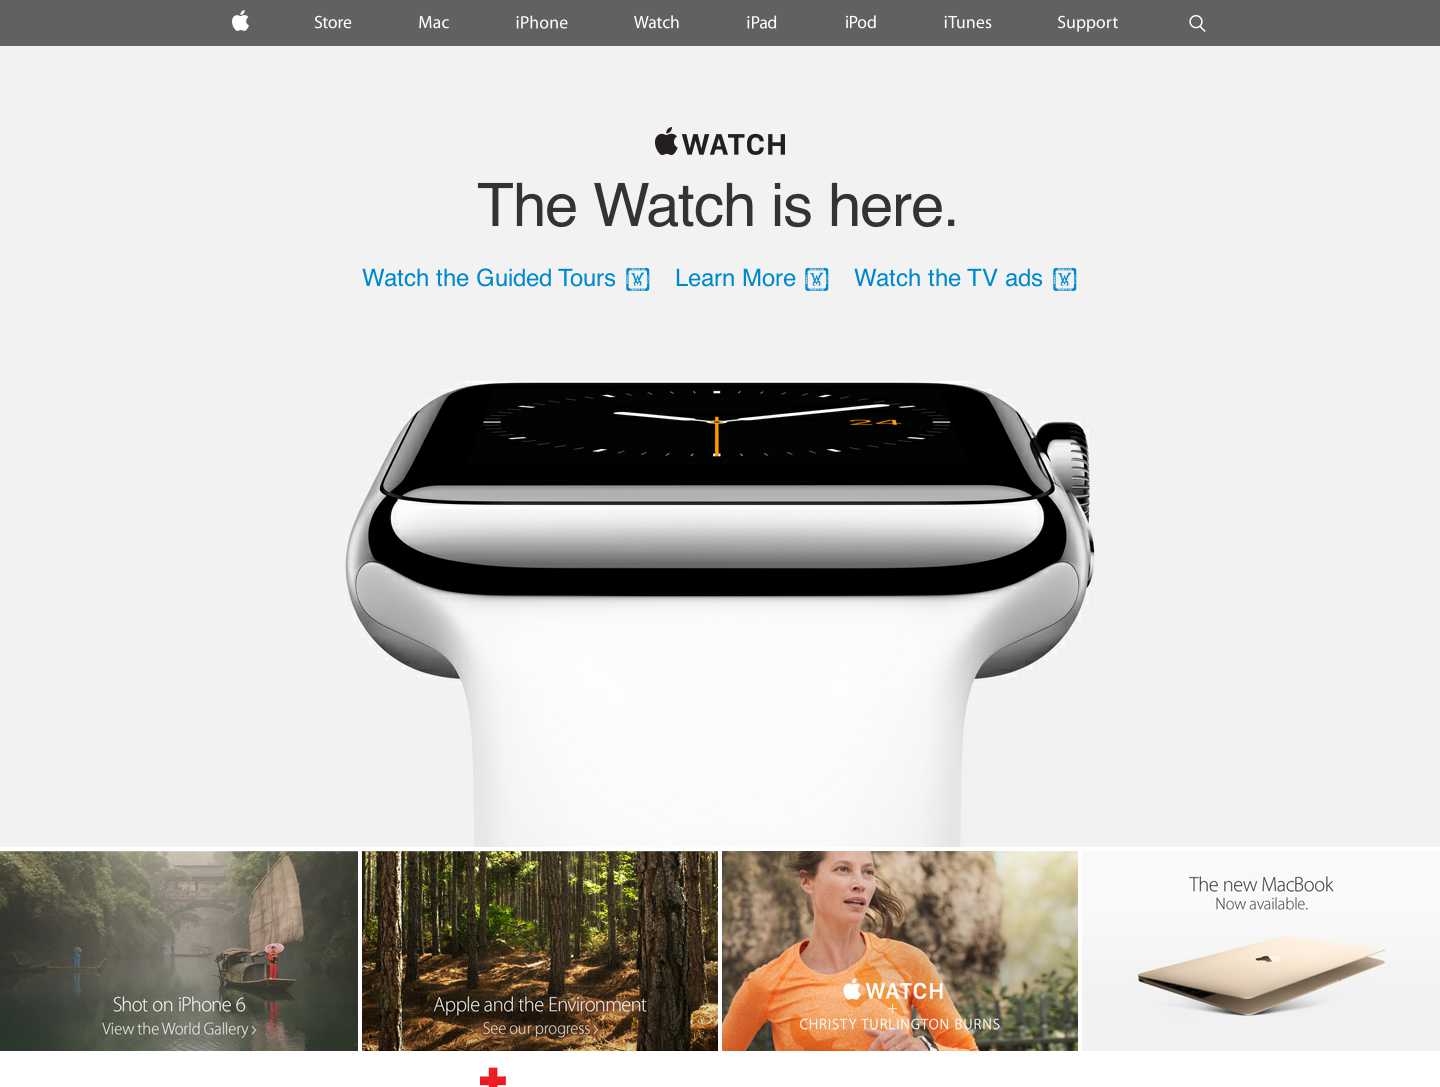 Store Mac iPhone Watch iPad iPod iTunes Support
WATCH
The Watch is here.
Watch the Guided Tours Learn More Watch the TV ads
24
Shot on iPhone 6
View the World Gallery >
Apple and the Environment
See our progress >
WATCH
+
CHRISTY TURLINGTON BURNS
The new MacBook
Now available.